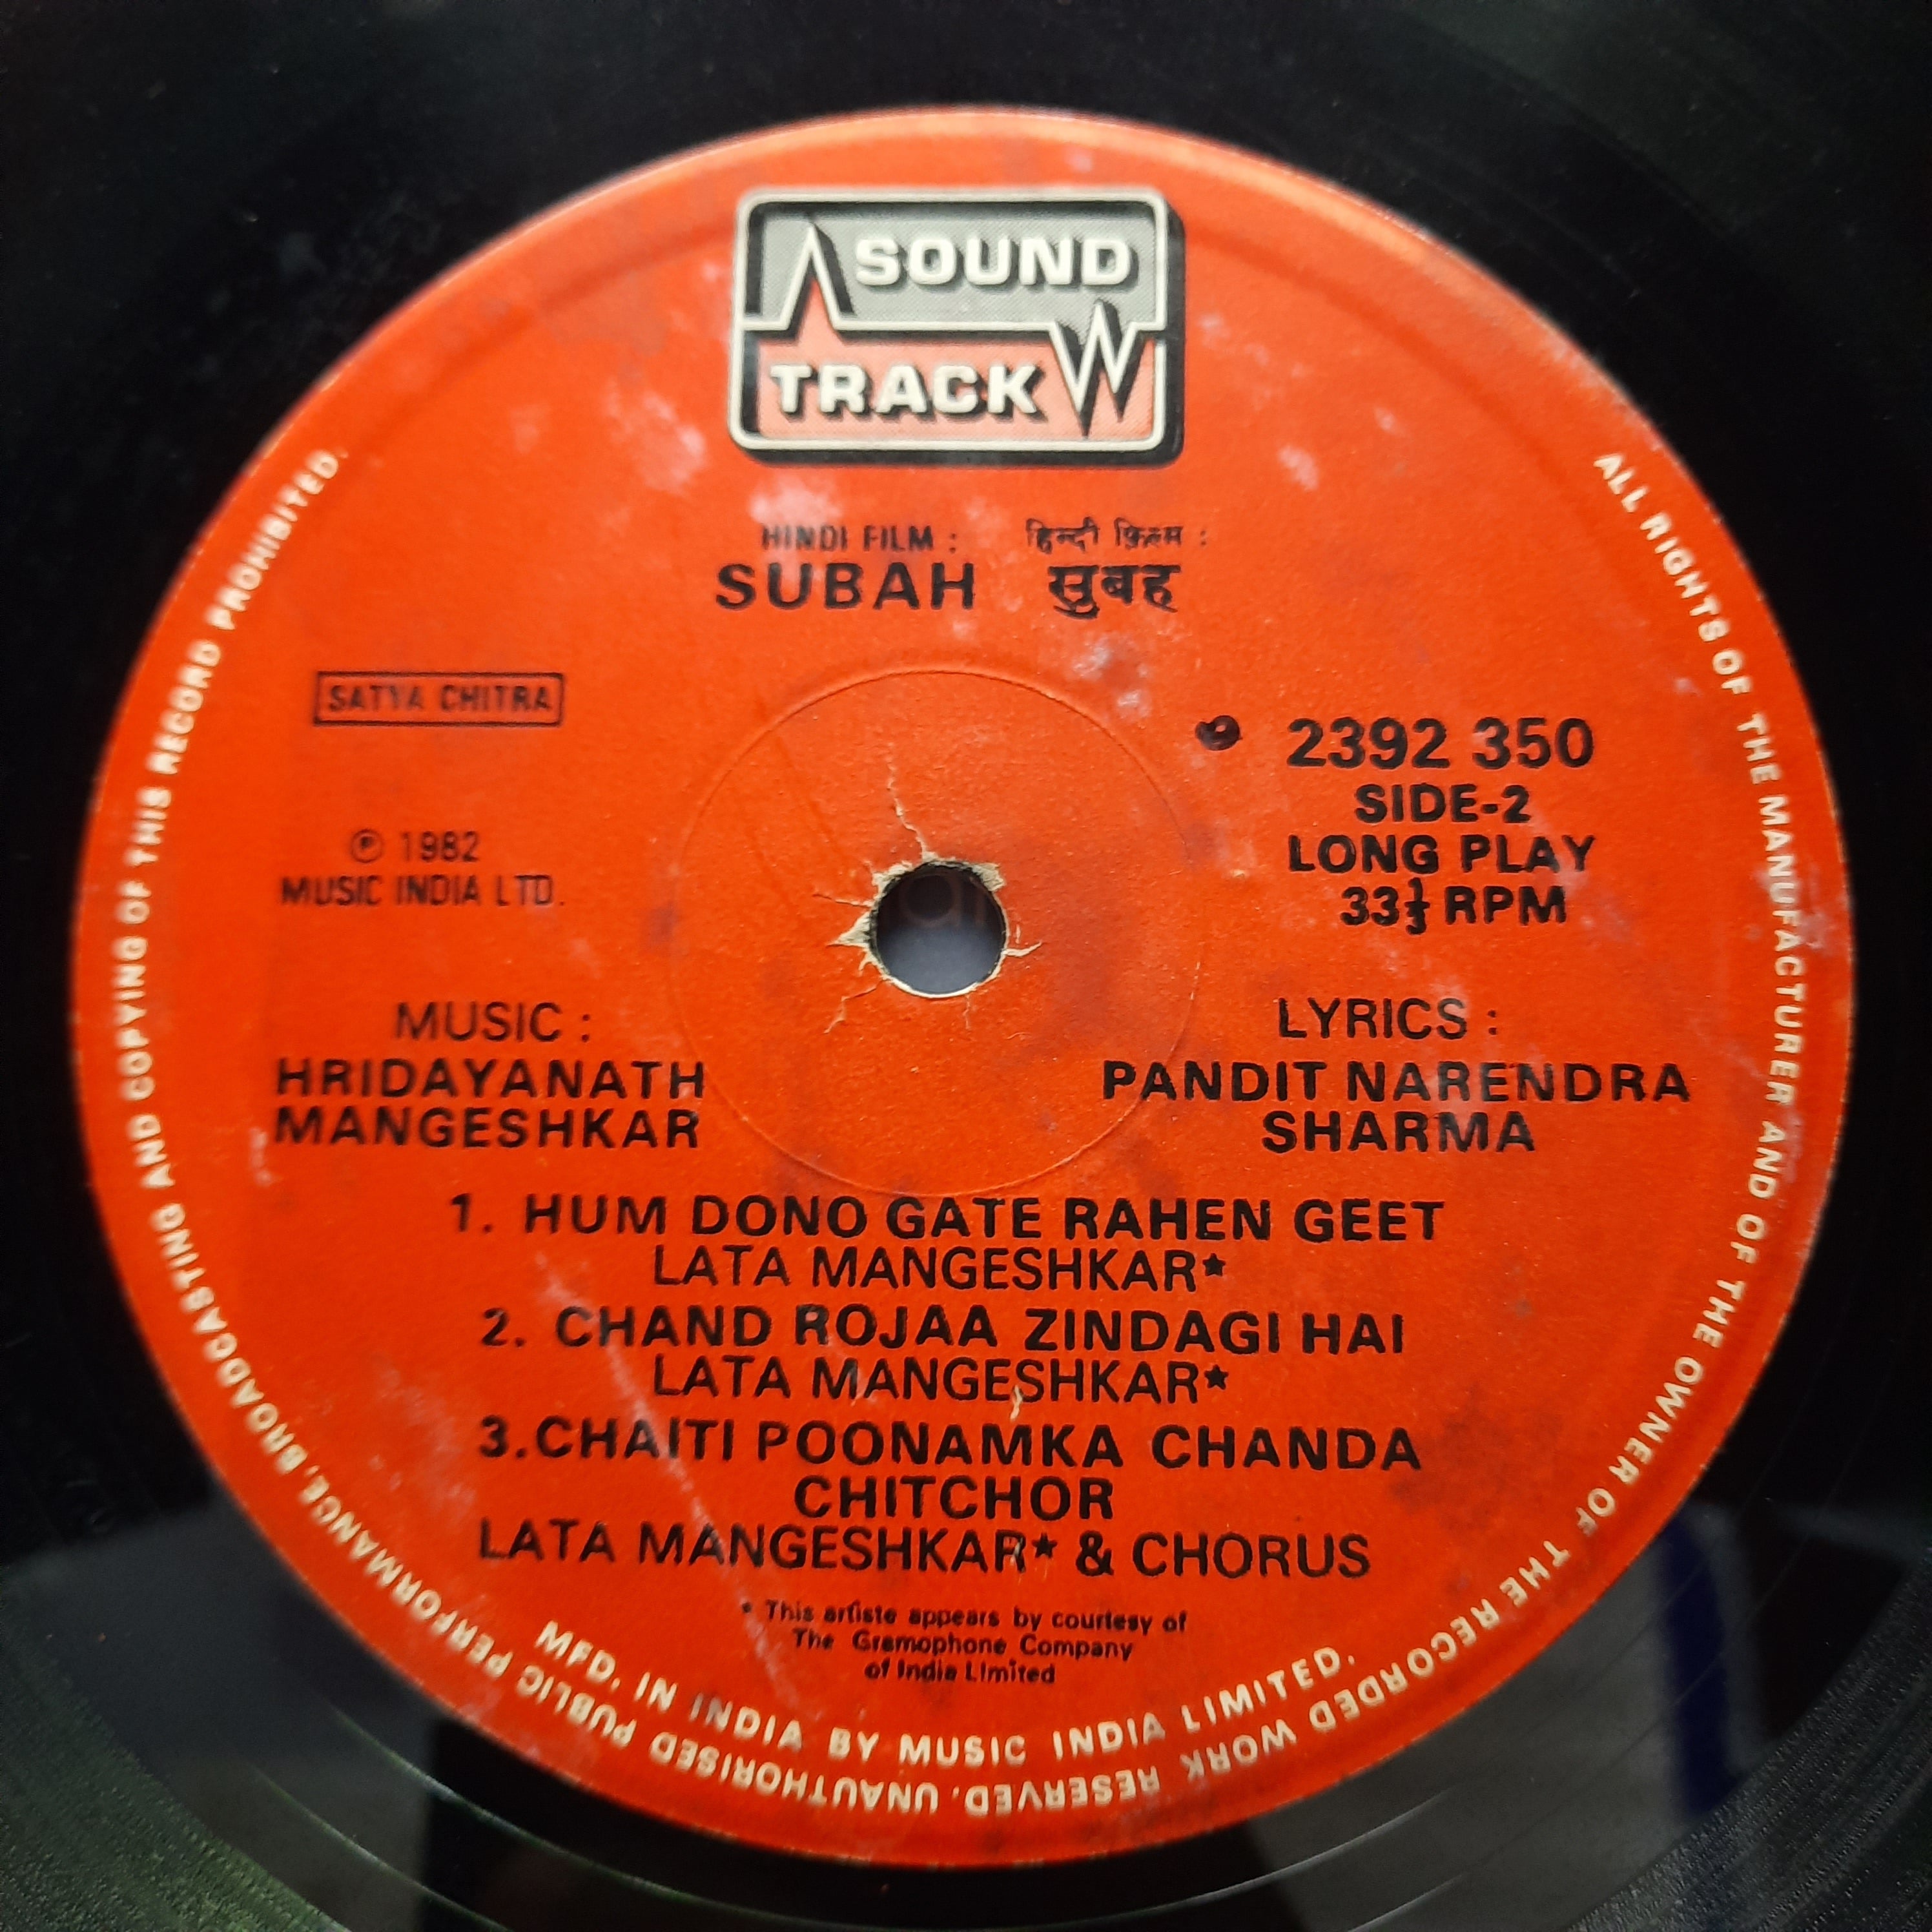 SOUND
TRACK
HINDI FILM : हिन्दी फ़िल्म :
SUBAH सुबह
SATYA CHITRA
2392 350
SIDE-2
LONG PLAY
33⅓ RPM
℗ 1982
MUSIC INDIA LTD.
MUSIC :
HRIDAYANATH
MANGESHKAR
LYRICS :
PANDIT NARENDRA
SHARMA
1. HUM DONO GATE RAHEN GEET
LATA MANGESHKAR*
2. CHAND ROJAA ZINDAGI HAI
LATA MANGESHKAR*
3. CHAITI POONAMKA CHANDA
CHITCHOR
LATA MANGESHKAR* & CHORUS
* This artiste appears by courtesy of
The Gramophone Company
of India Limited
MFD. IN INDIA BY MUSIC INDIA LIMITED.
ALL RIGHTS OF THE MANUFACTURER AND OF THE OWNER OF THE RECORDED WORK RESERVED. UNAUTHORISED PUBLIC PERFORMANCE, BROADCASTING AND COPYING OF THIS RECORD PROHIBITED.